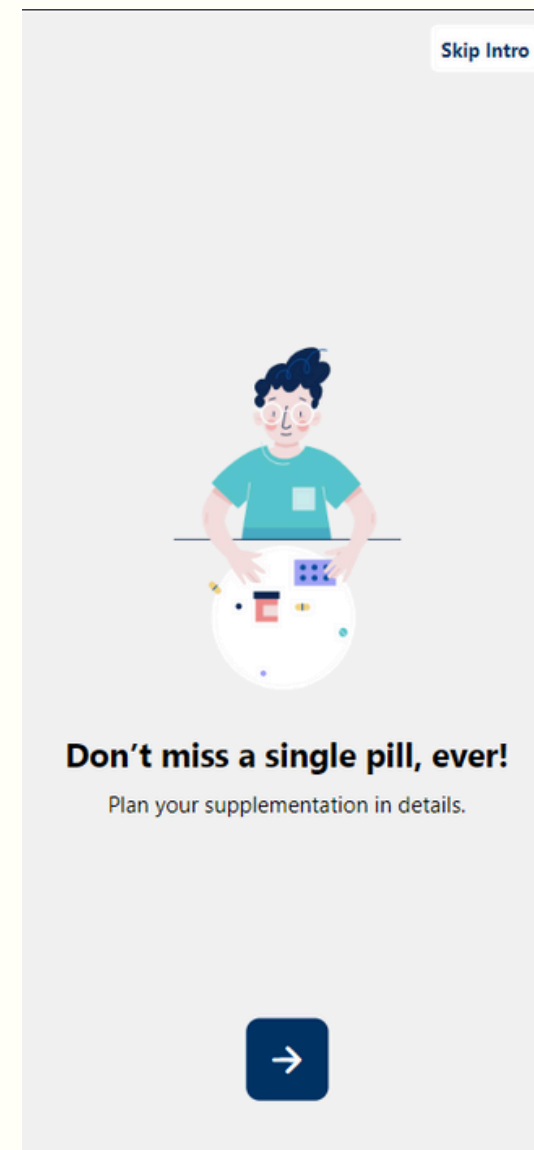 Skip Intro
Don’t miss a single pill, ever!
Plan your supplementation in details.